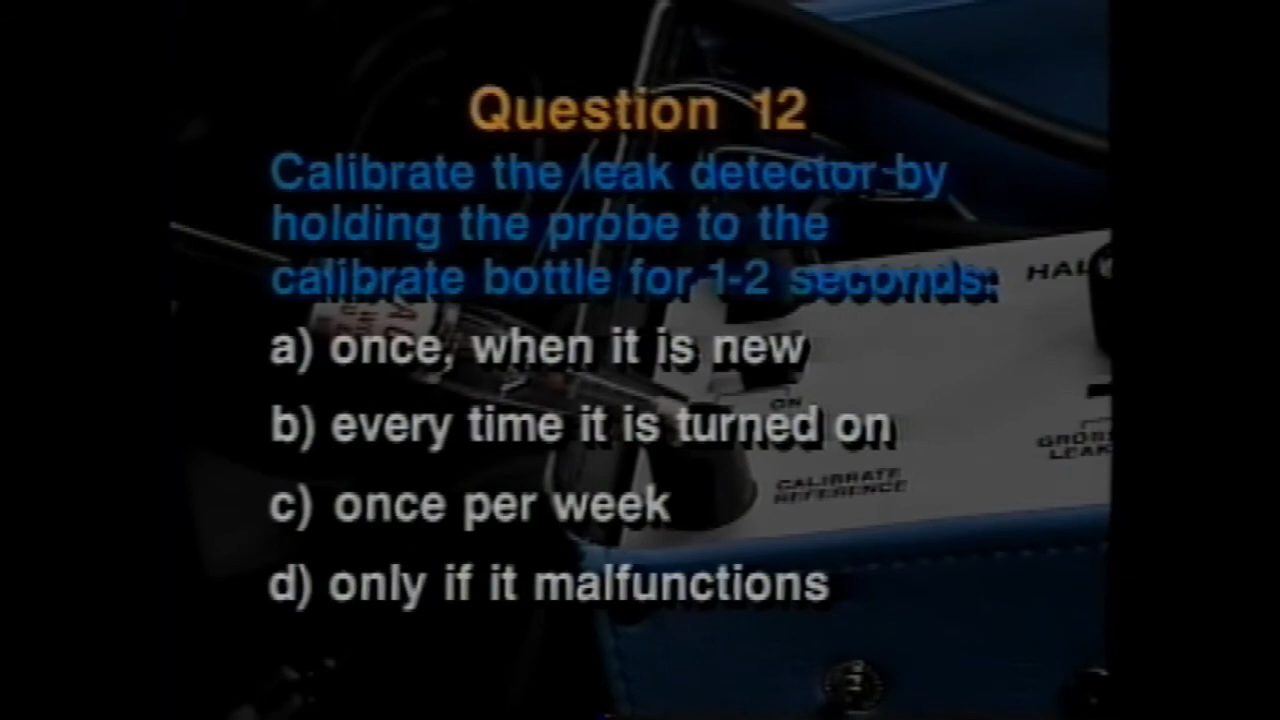 Question 12
Calibrate the leak detector by
holding the probe to the
calibrate bottle for 1-2 seconds:
a) once, when it is new
b) every time it is turned on
c) once per week
d) only if it malfunctions
ON
CALIBRATE
REFERENCE
LEAK